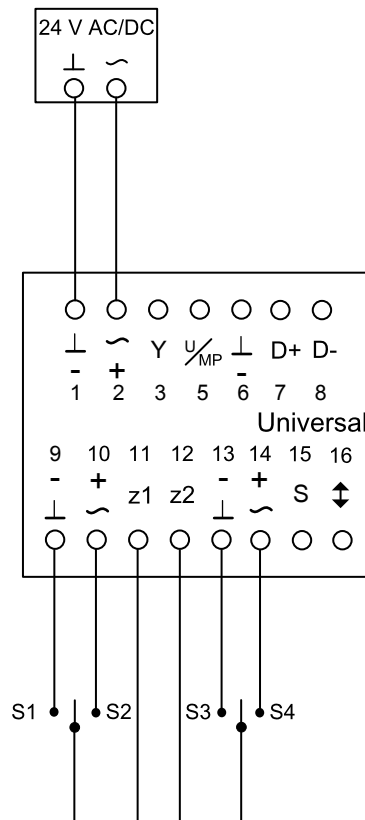 24 V AC/DC
⊥ ~
⊥ ~ Y U/MP ⊥ D+ D-
- + -
1 2 3 5 6 7 8
Universal
9 10 11 12 13 14 15 16
- + z1 z2 - + S ↕
⊥ ~ ⊥ ~
S1 S2 S3 S4